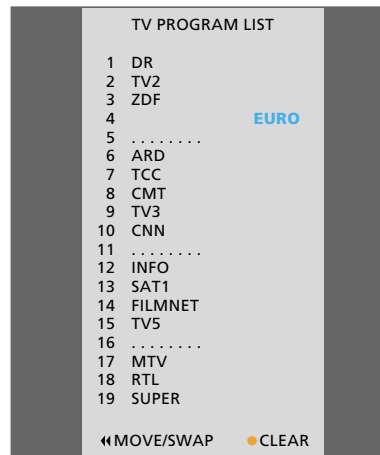 TV PROGRAM LIST
1 DR
2 TV2
3 ZDF
4 EURO
5 . . . . . . . .
6 ARD
7 TCC
8 CMT
9 TV3
10 CNN
11 . . . . . . . .
12 INFO
13 SAT1
14 FILMNET
15 TV5
16 . . . . . . . .
17 MTV
18 RTL
19 SUPER
◂◂MOVE/SWAP ●CLEAR